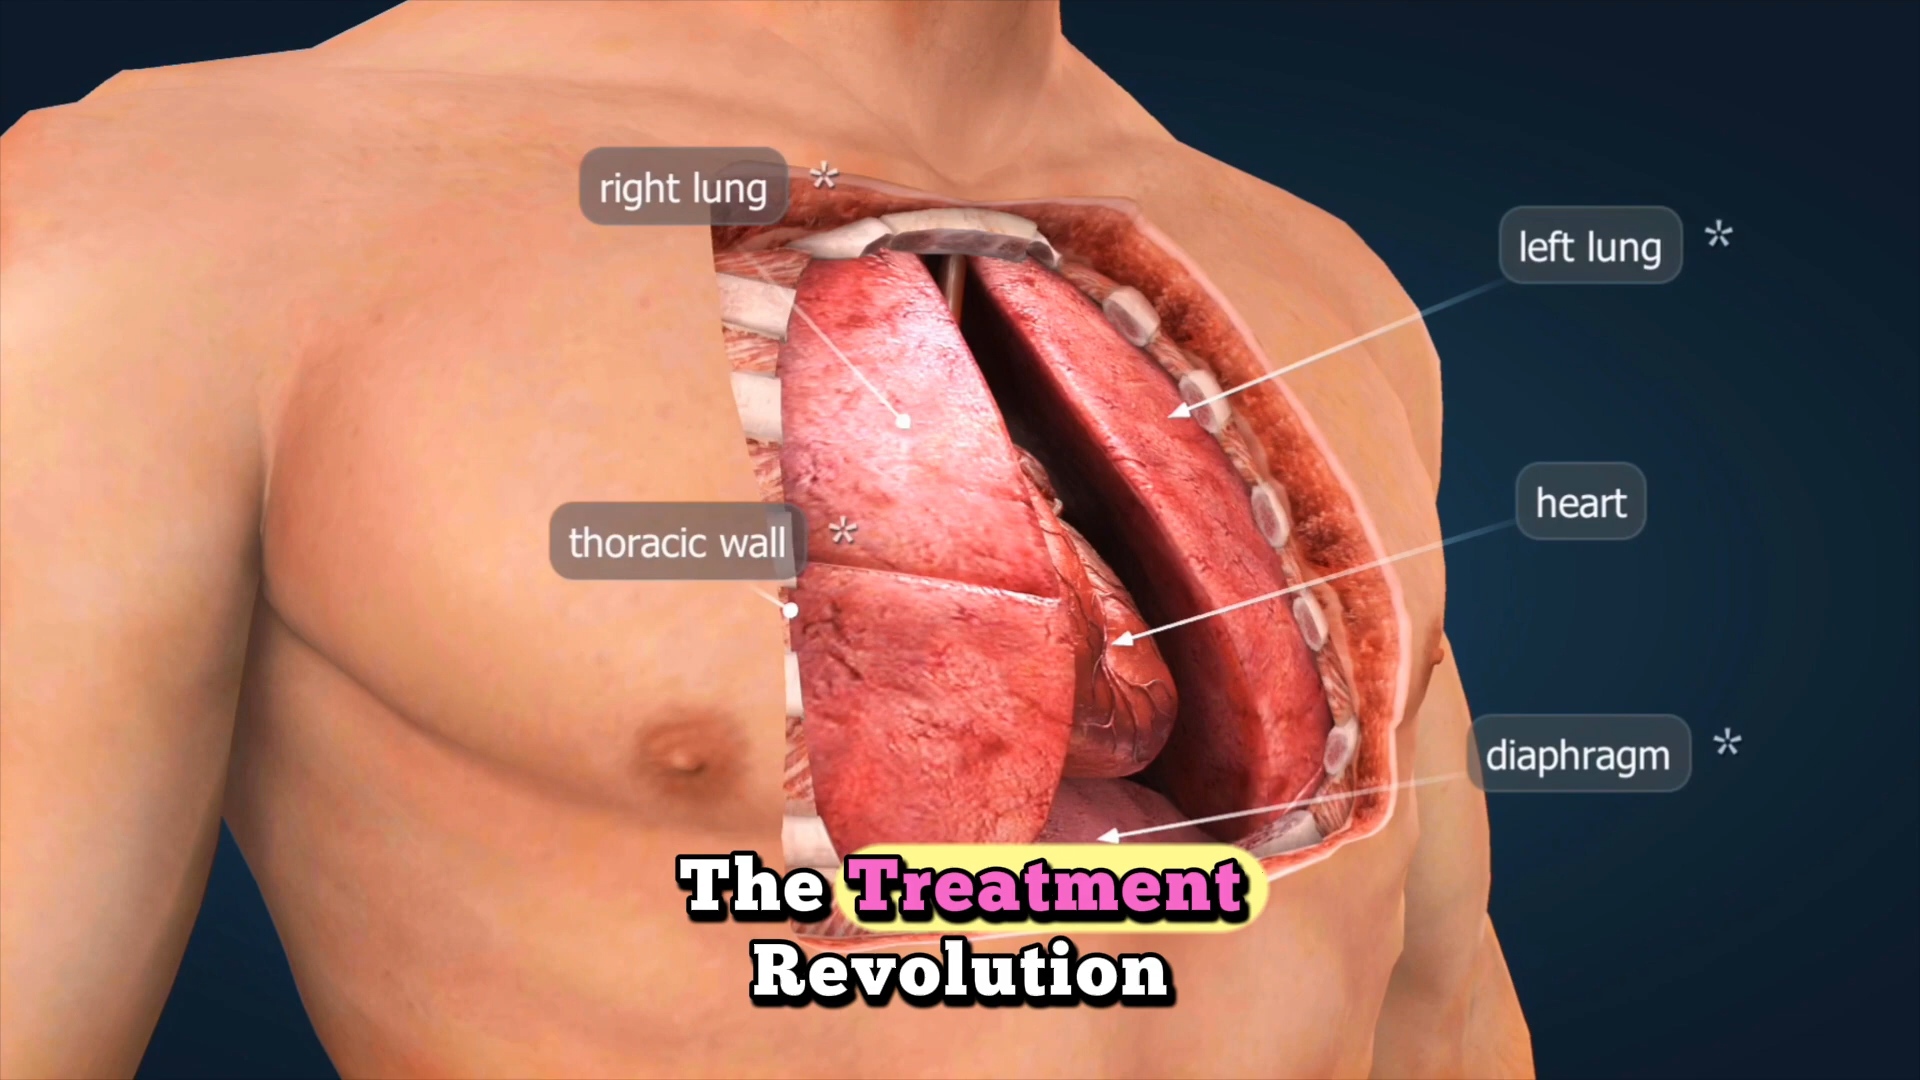 right lung *
left lung *
heart
thoracic wall *
diaphragm *
The Treatment
Revolution